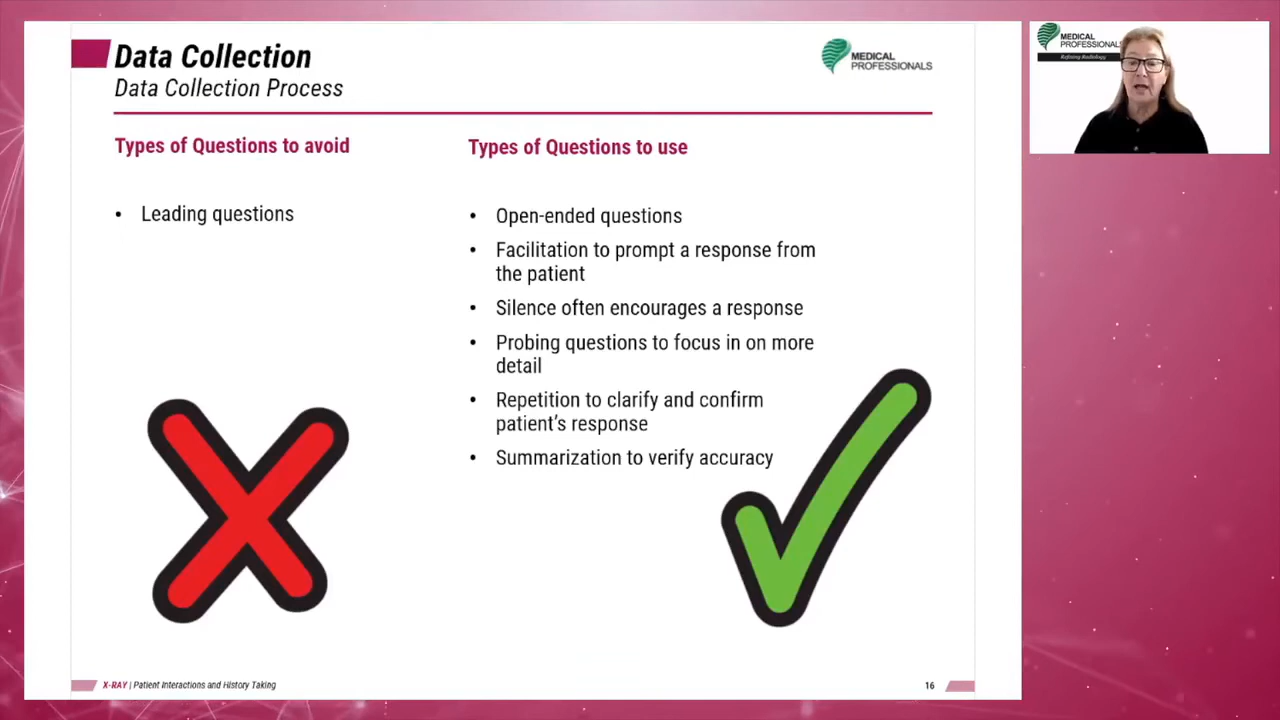 Data Collection
Data Collection Process
MEDICAL
PROFESSIONALS
Types of Questions to avoid
• Leading questions
Types of Questions to use
• Open-ended questions
• Facilitation to prompt a response from
the patient
• Silence often encourages a response
• Probing questions to focus in on more
detail
• Repetition to clarify and confirm
patient's response
• Summarization to verify accuracy
X-RAY | Patient Interactions and History Taking
16
MEDICAL
PROFESSIONALS
Refining Radiology